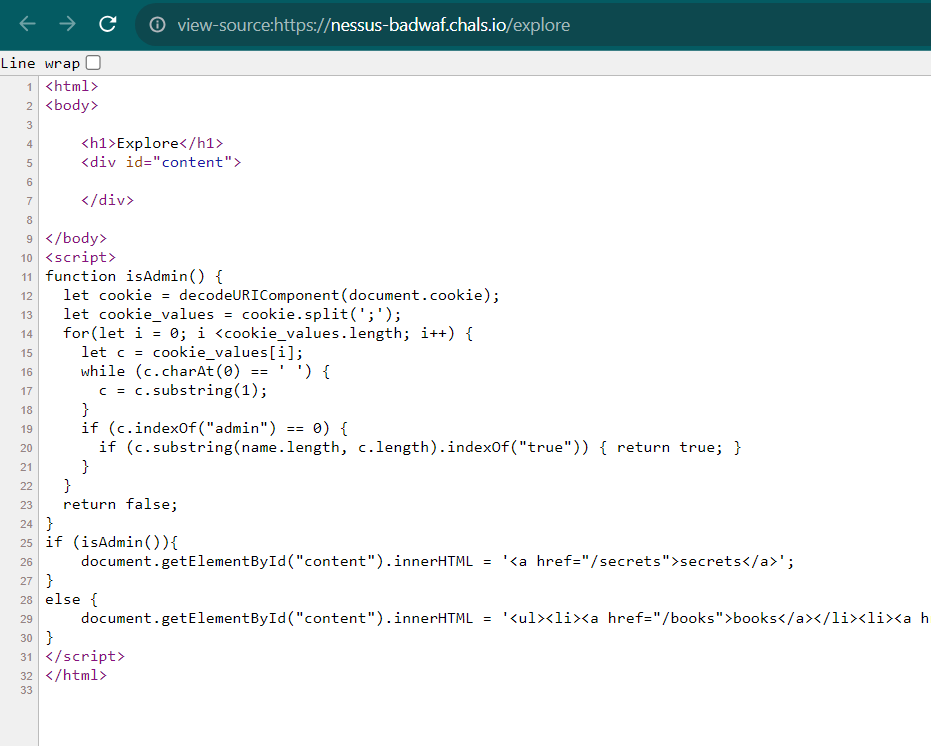 view-source:https://nessus-badwaf.chals.io/explore
Line wrap
1 <html>
2 <body>
3
4 <h1>Explore</h1>
5 <div id="content">
6
7 </div>
8
9 </body>
10 <script>
11 function isAdmin() {
12 let cookie = decodeURIComponent(document.cookie);
13 let cookie_values = cookie.split(';');
14 for(let i = 0; i <cookie_values.length; i++) {
15 let c = cookie_values[i];
16 while (c.charAt(0) == ' ') {
17 c = c.substring(1);
18 }
19 if (c.indexOf("admin") == 0) {
20 if (c.substring(name.length, c.length).indexOf("true")) { return true; }
21 }
22 }
23 return false;
24 }
25 if (isAdmin()){
26 document.getElementById("content").innerHTML = '<a href="/secrets">secrets</a>';
27 }
28 else {
29 document.getElementById("content").innerHTML = '<ul><li><a href="/books">books</a></li><li><a h
30 }
31 </script>
32 </html>
33